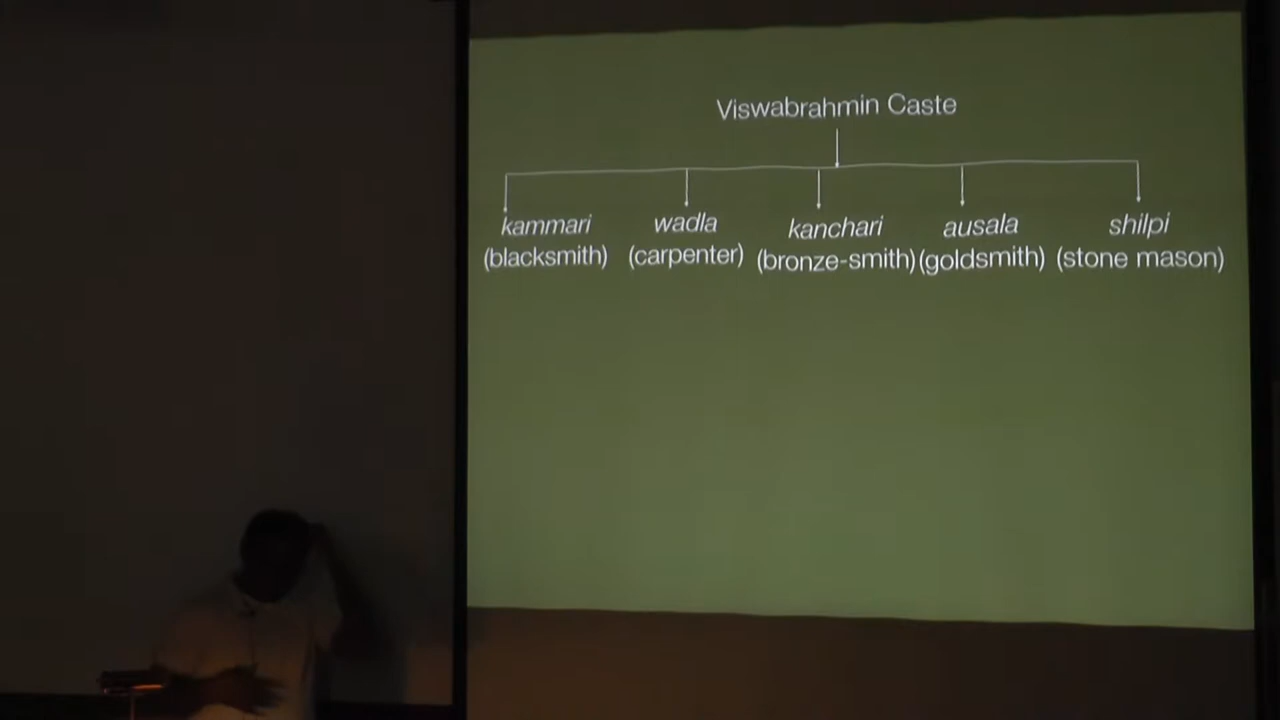 Viswabrahmin Caste
kammari wadla kanchari ausala shilpi
(blacksmith) (carpenter) (bronze-smith) (goldsmith) (stone mason)